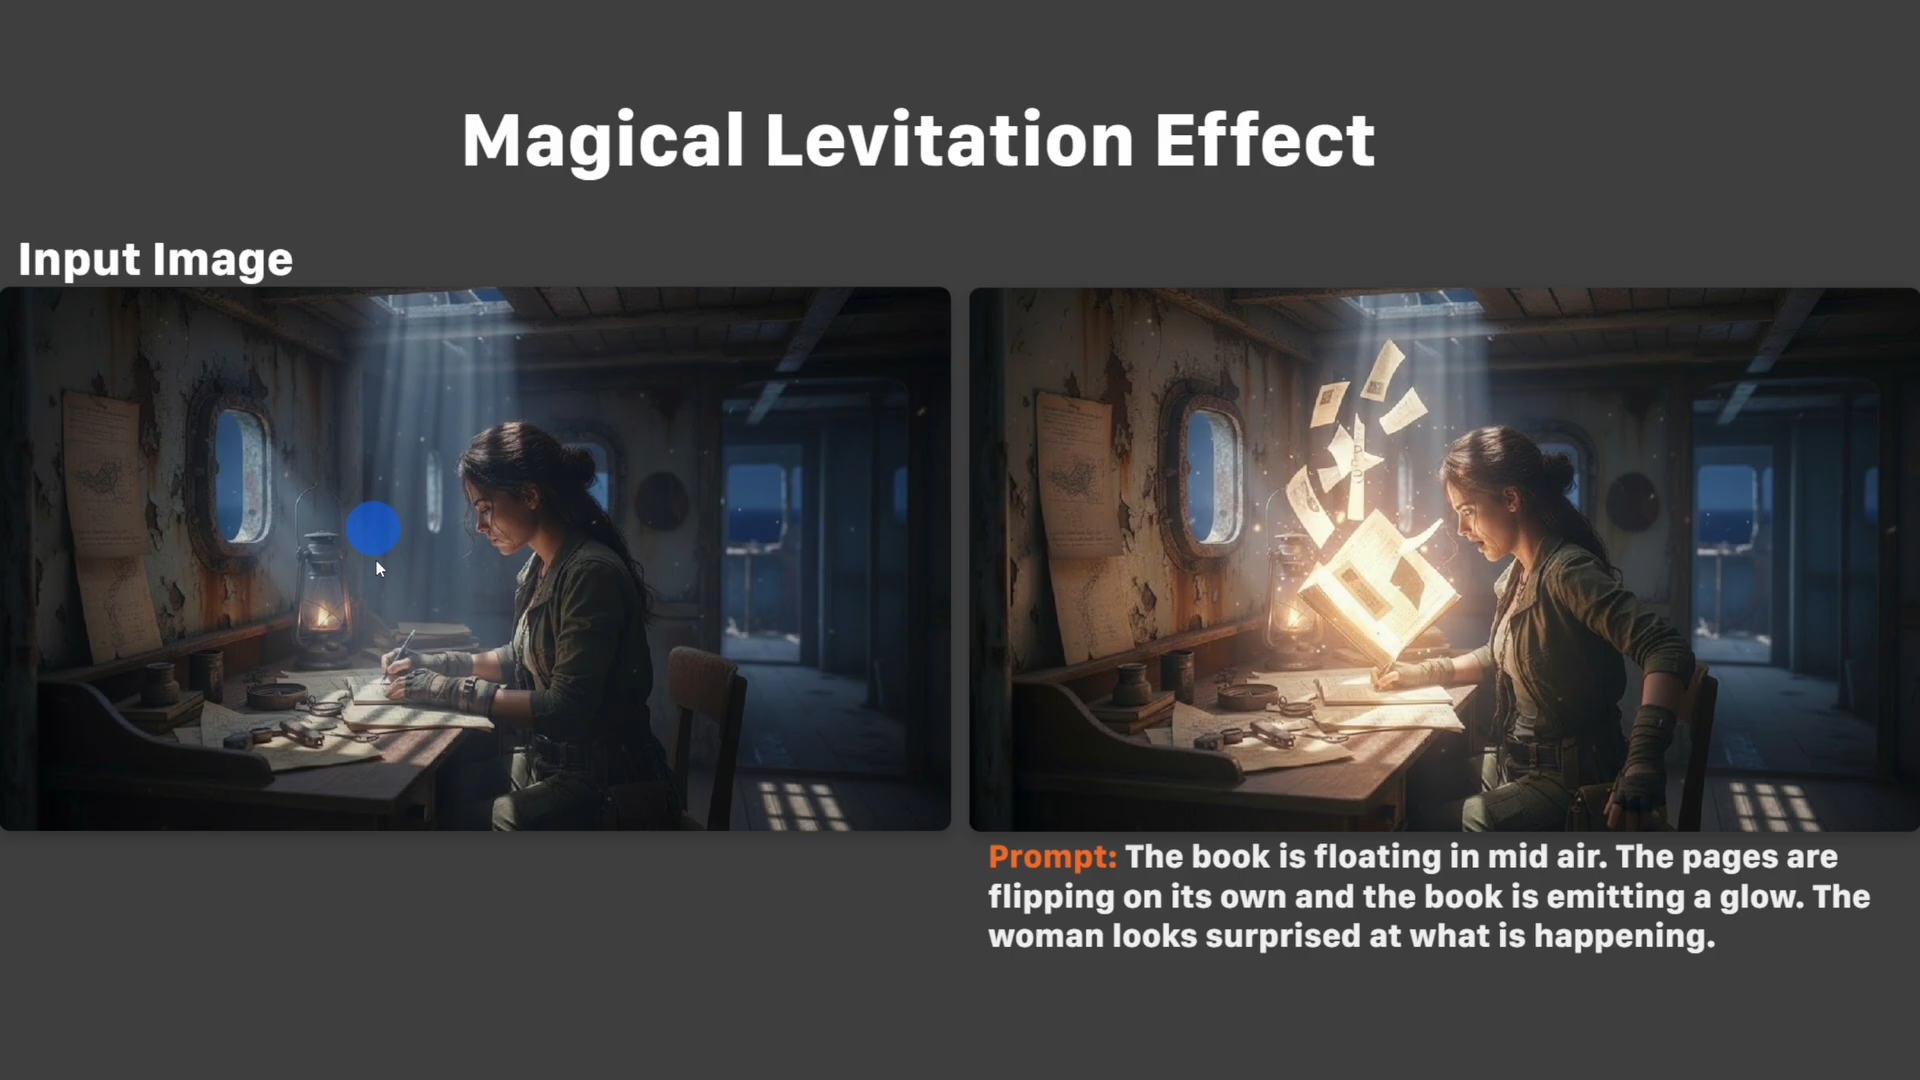 Magical Levitation Effect
Input Image
Prompt: The book is floating in mid air. The pages are
flipping on its own and the book is emitting a glow. The
woman looks surprised at what is happening.